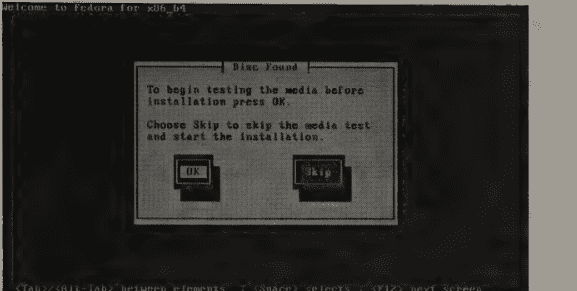 Welcome to Fedora for x86_64
Disc Found
To begin testing the media before
installation press OK.
Choose Skip to skip the media test
and start the installation.
OK
Skip
<Tab>/<Alt-Tab> between elements | <Space> selects | <F12> next screen